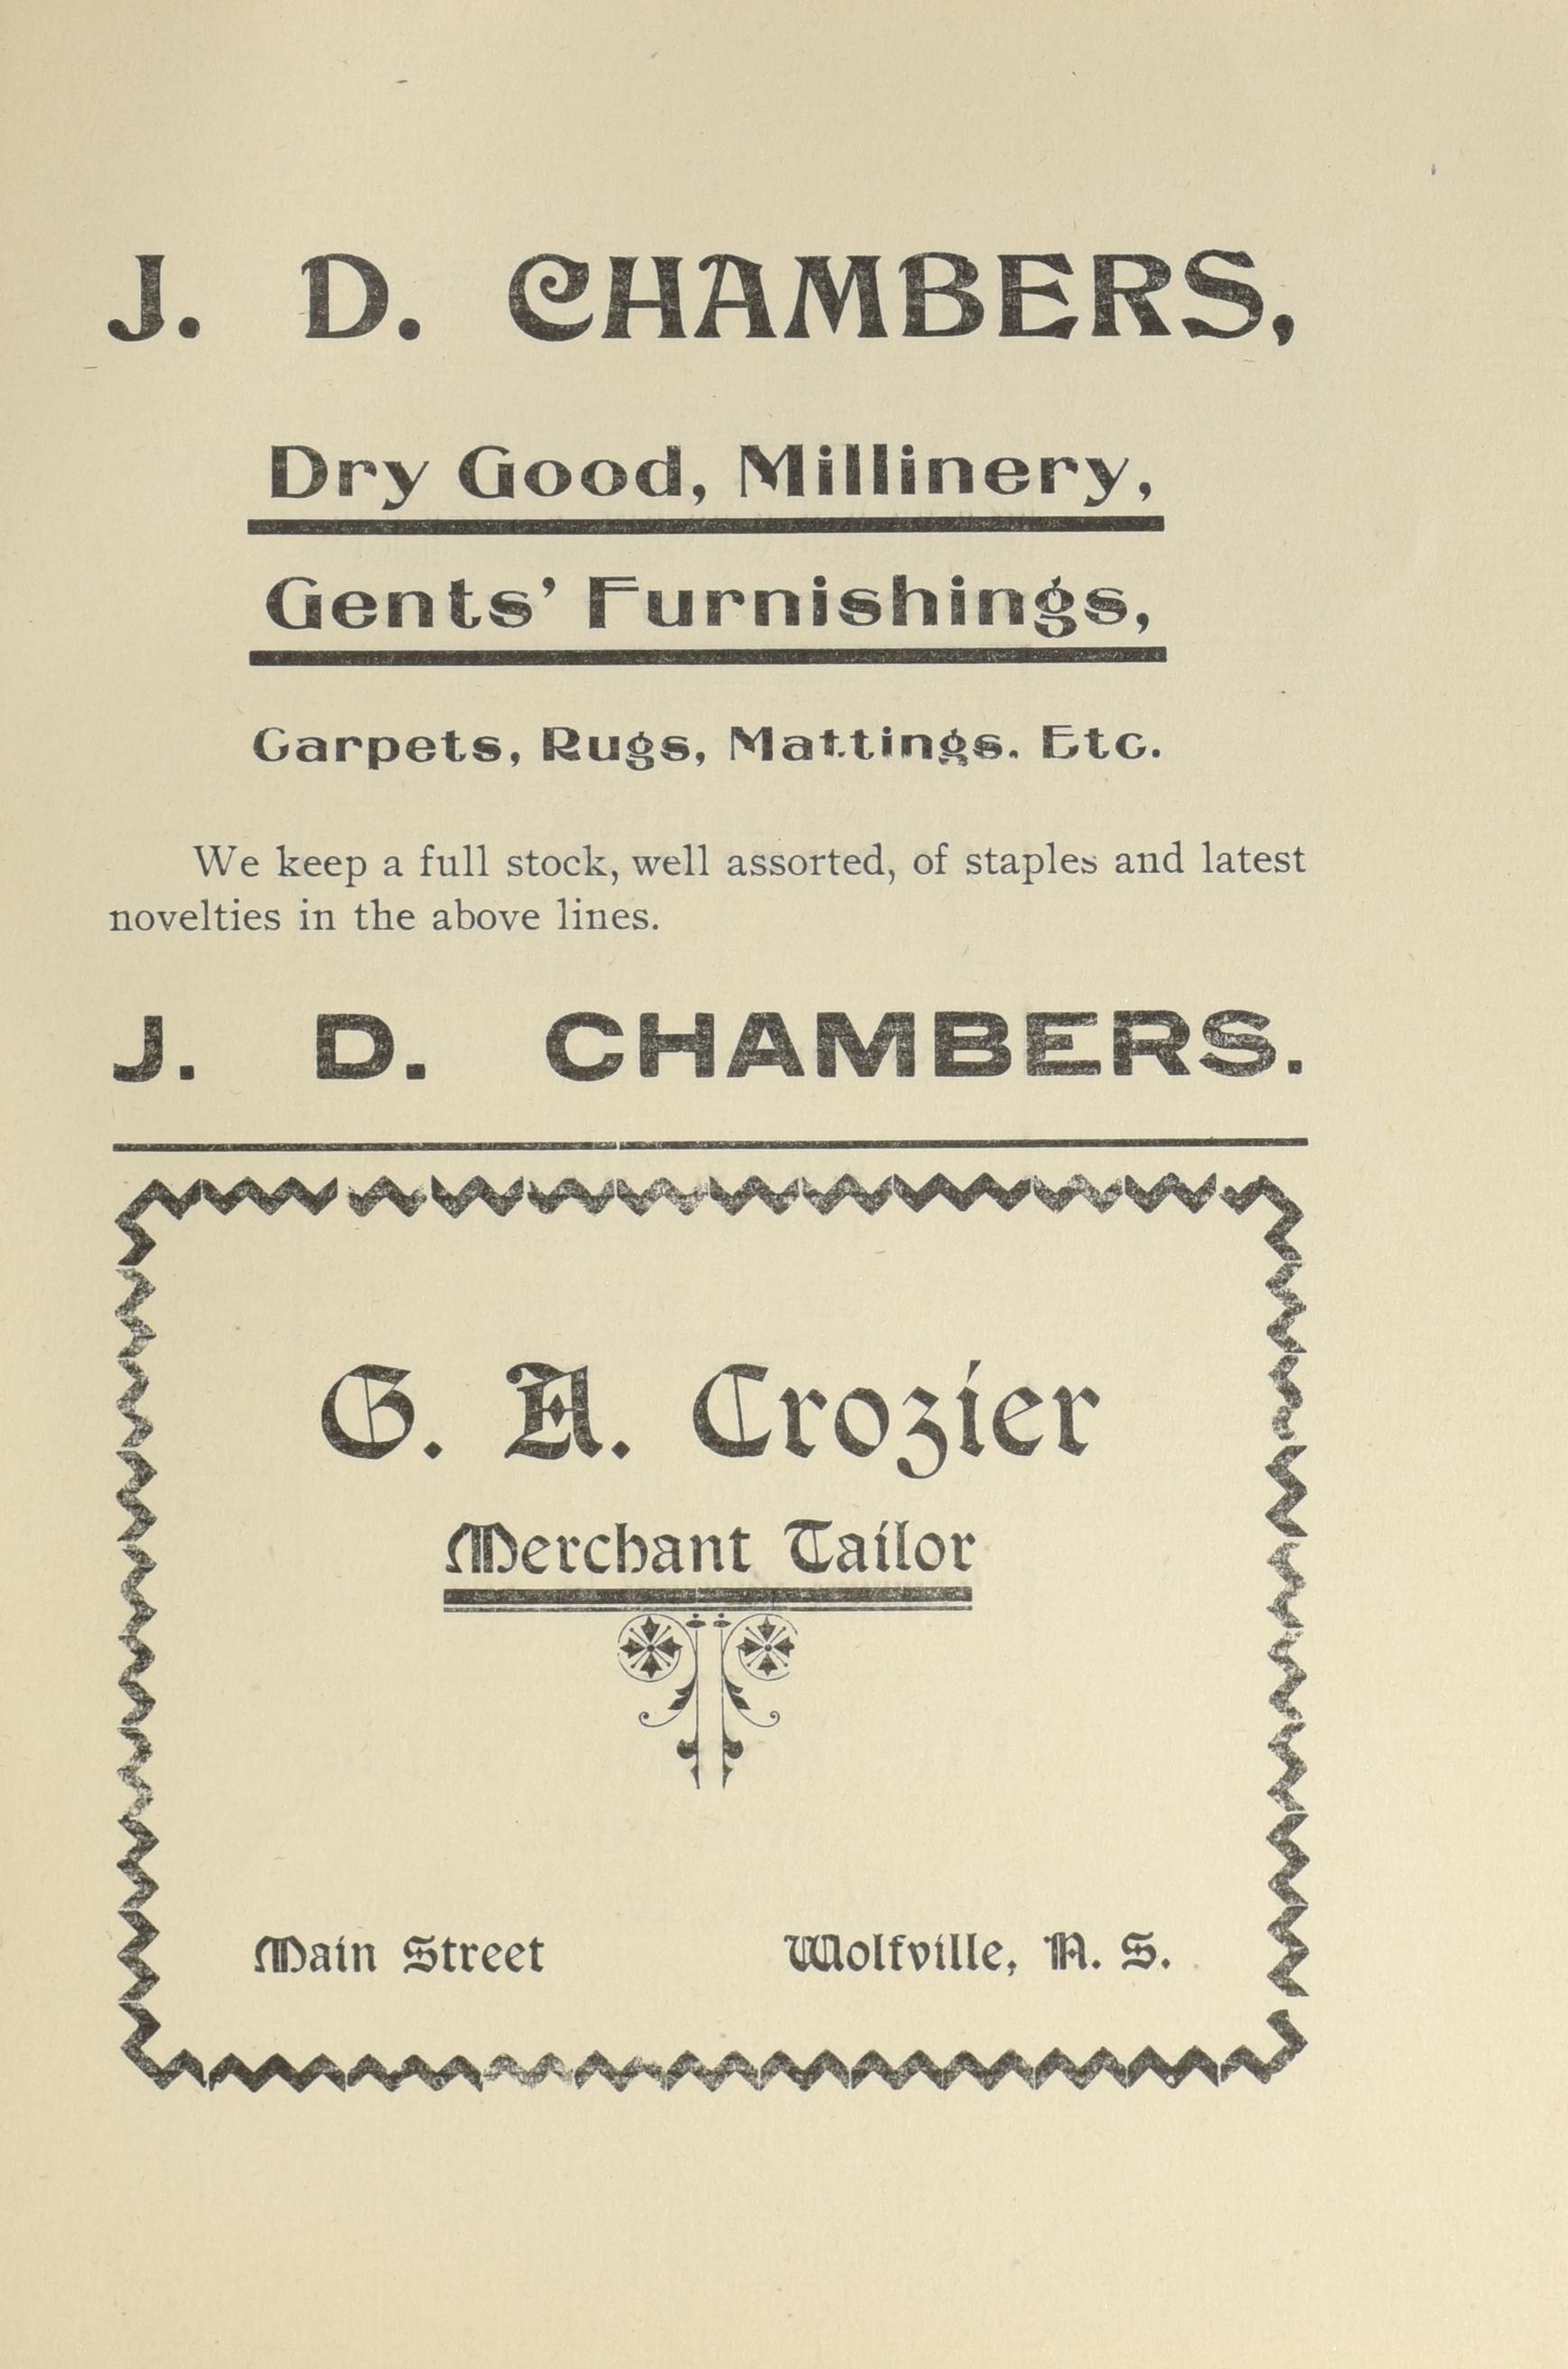 J. D. CHAMBERS,
Dry Good, Millinery,
Gents' Furnishings,
Carpets, Rugs, Mattings. Etc.
We keep a full stock, well assorted, of staples and latest
novelties in the above lines.
J. D. CHAMBERS.
G. A. Crozier
Merchant Tailor
Main Street Wolfville, N. S.